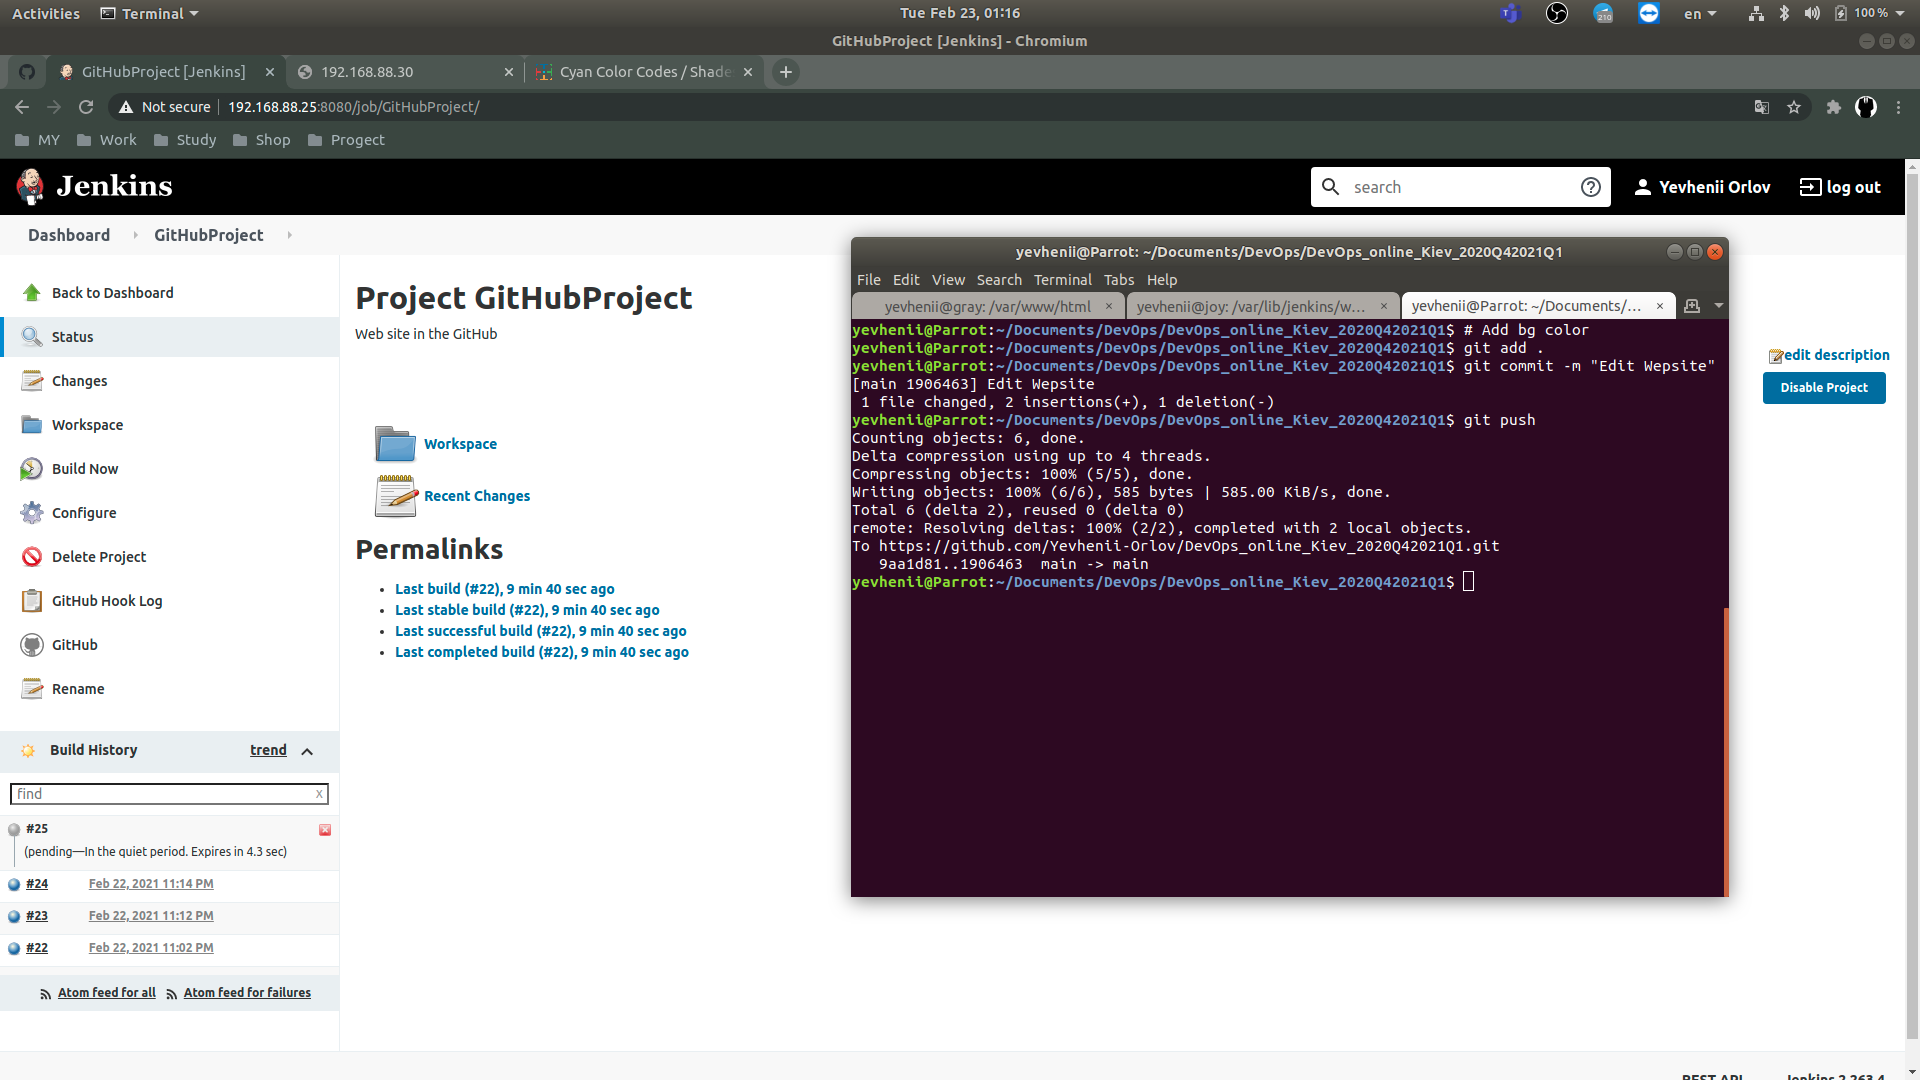 Activities
Terminal
Tue Feb 23, 01:16
210
en
100 %
GitHubProject [Jenkins] - Chromium
GitHubProject [Jenkins]
192.168.88.30
Cyan Color Codes / Shade
Not secure
192.168.88.25:8080/job/GitHubProject/
MY
Work
Study
Shop
Progect
Jenkins
search
Yevhenii Orlov
log out
Dashboard
GitHubProject
Back to Dashboard
Status
Changes
Workspace
Build Now
Configure
Delete Project
GitHub Hook Log
GitHub
Rename
Build History
trend
find
x
#25
(pending—In the quiet period. Expires in 4.3 sec)
#24 Feb 22, 2021 11:14 PM
#23 Feb 22, 2021 11:12 PM
#22 Feb 22, 2021 11:02 PM
Atom feed for all
Atom feed for failures
Project GitHubProject
Web site in the GitHub
edit description
Disable Project
Workspace
Recent Changes
Permalinks
Last build (#22), 9 min 40 sec ago
Last stable build (#22), 9 min 40 sec ago
Last successful build (#22), 9 min 40 sec ago
Last completed build (#22), 9 min 40 sec ago
yevhenii@Parrot: ~/Documents/DevOps/DevOps_online_Kiev_2020Q42021Q1
File Edit View Search Terminal Tabs Help
yevhenii@gray: /var/www/html
yevhenii@joy: /var/lib/jenkins/w...
yevhenii@Parrot: ~/Documents/...
yevhenii@Parrot:~/Documents/DevOps/DevOps_online_Kiev_2020Q42021Q1$ # Add bg color
yevhenii@Parrot:~/Documents/DevOps/DevOps_online_Kiev_2020Q42021Q1$ git add .
yevhenii@Parrot:~/Documents/DevOps/DevOps_online_Kiev_2020Q42021Q1$ git commit -m "Edit Wepsite"
[main 1906463] Edit Wepsite
1 file changed, 2 insertions(+), 1 deletion(-)
yevhenii@Parrot:~/Documents/DevOps/DevOps_online_Kiev_2020Q42021Q1$ git push
Counting objects: 6, done.
Delta compression using up to 4 threads.
Compressing objects: 100% (5/5), done.
Writing objects: 100% (6/6), 585 bytes | 585.00 KiB/s, done.
Total 6 (delta 2), reused 0 (delta 0)
remote: Resolving deltas: 100% (2/2), completed with 2 local objects.
To https://github.com/Yevhenii-Orlov/DevOps_online_Kiev_2020Q42021Q1.git
9aa1d81..1906463  main -> main
yevhenii@Parrot:~/Documents/DevOps/DevOps_online_Kiev_2020Q42021Q1$
REST API
Jenkins 2.263.4